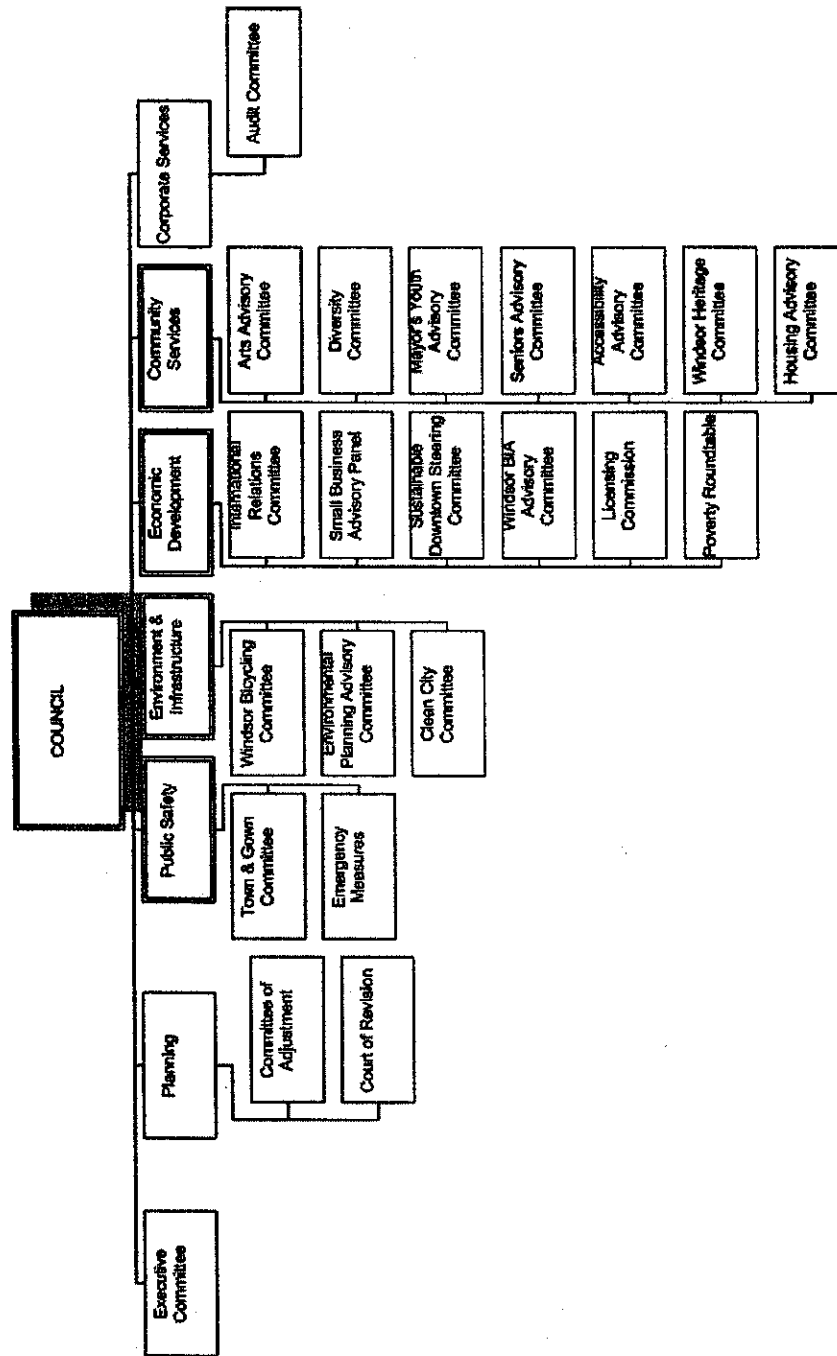 COUNCIL
Executive
Committee
Planning
Committee of
Adjustment
Court of Revision
Public Safety
Town & Gown
Committee
Emergency
Measures
Environment &
Infrastructure
Windsor Bicycling
Committee
Environmental
Planning Advisory
Committee
Clean City
Committee
Economic
Development
International
Relations
Committee
Small Business
Advisory Panel
Sustainable
Downtown Steering
Committee
Windsor BIA
Advisory
Committee
Licensing
Commission
Poverty Roundtable
Community
Services
Arts Advisory
Committee
Diversity
Committee
Mayor's Youth
Advisory
Committee
Seniors Advisory
Committee
Accessibility
Advisory
Committee
Windsor Heritage
Committee
Housing Advisory
Committee
Corporate Services
Audit Committee